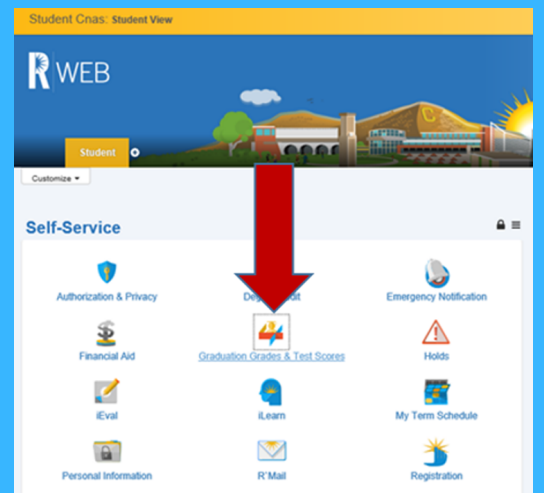 Student Cnas: Student View
R WEB
Student
Customize
Self-Service
Authorization & Privacy
Emergency Notification
Financial Aid
Graduation Grades & Test Scores
Holds
iEval
iLearn
My Term Schedule
Personal Information
R'Mail
Registration